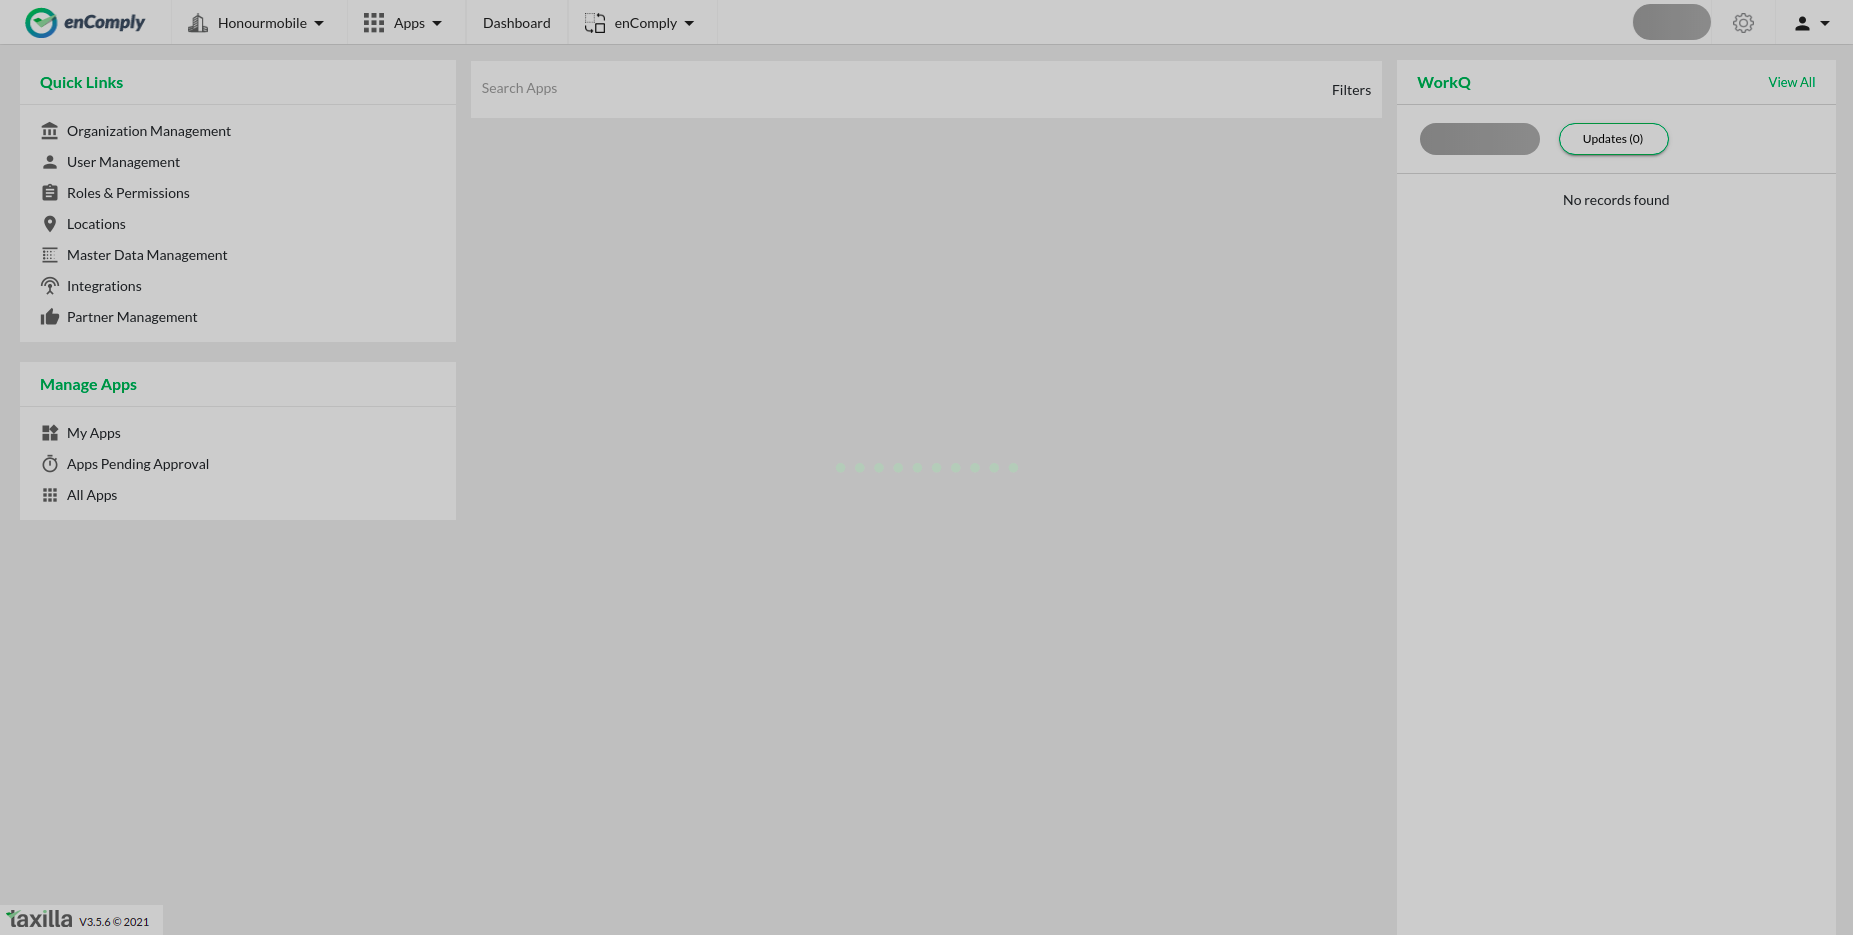 enComply
Honourmobile
Apps
Dashboard
enComply
Quick Links
Organization Management
User Management
Roles & Permissions
Locations
Master Data Management
Integrations
Partner Management
Manage Apps
My Apps
Apps Pending Approval
All Apps
Search Apps
Filters
WorkQ
View All
Updates (0)
No records found
taxilla V3.5.6 © 2021